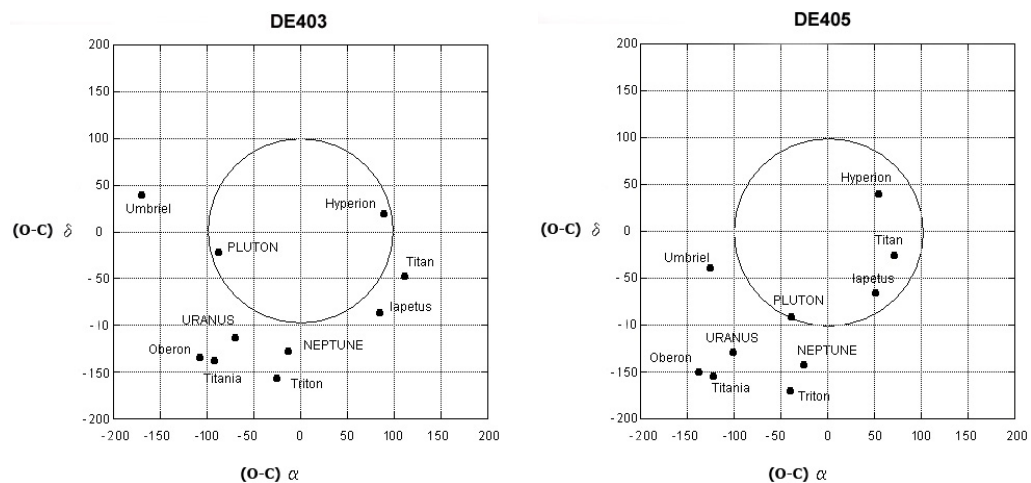 DE403
200
150
100
50
0
-50
-10
-150
-200
-200 -150 -100 -50 0 50 100 150 200
(O-C) δ
(O-C) α
Umbriel
Hyperion
PLUTON
Titan
Iapetus
URANUS
NEPTUNE
Oberon
Titania
Triton
DE405
200
150
100
50
0
-50
-10
-150
-200
-200 -150 -100 -50 0 50 100 150 200
(O-C) δ
(O-C) α
Hyperion
Titan
Umbriel
Iapetus
PLUTON
URANUS
NEPTUNE
Oberon
Titania
Triton